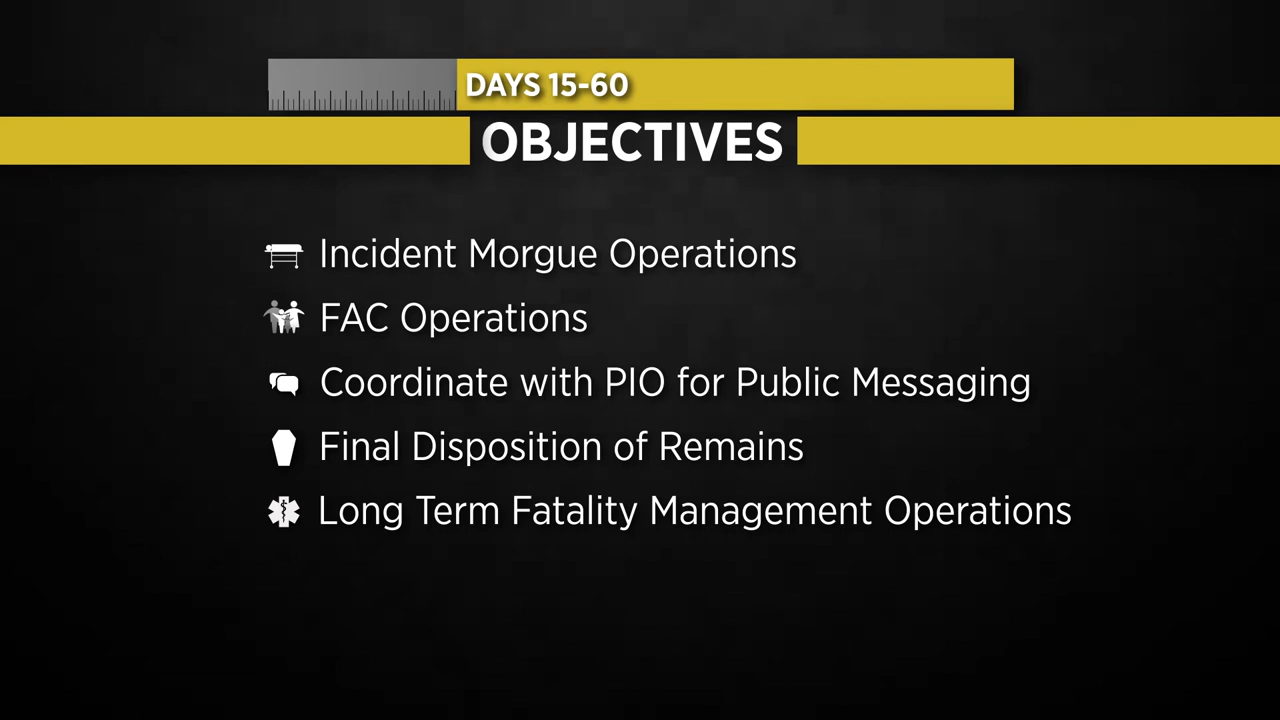 DAYS 15-60
OBJECTIVES
Incident Morgue Operations
FAC Operations
Coordinate with PIO for Public Messaging
Final Disposition of Remains
Long Term Fatality Management Operations